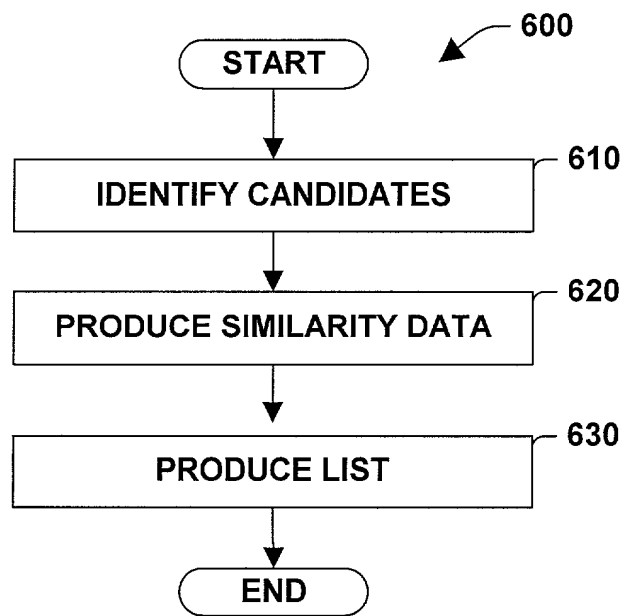 600
START
610
IDENTIFY CANDIDATES
620
PRODUCE SIMILARITY DATA
630
PRODUCE LIST
END